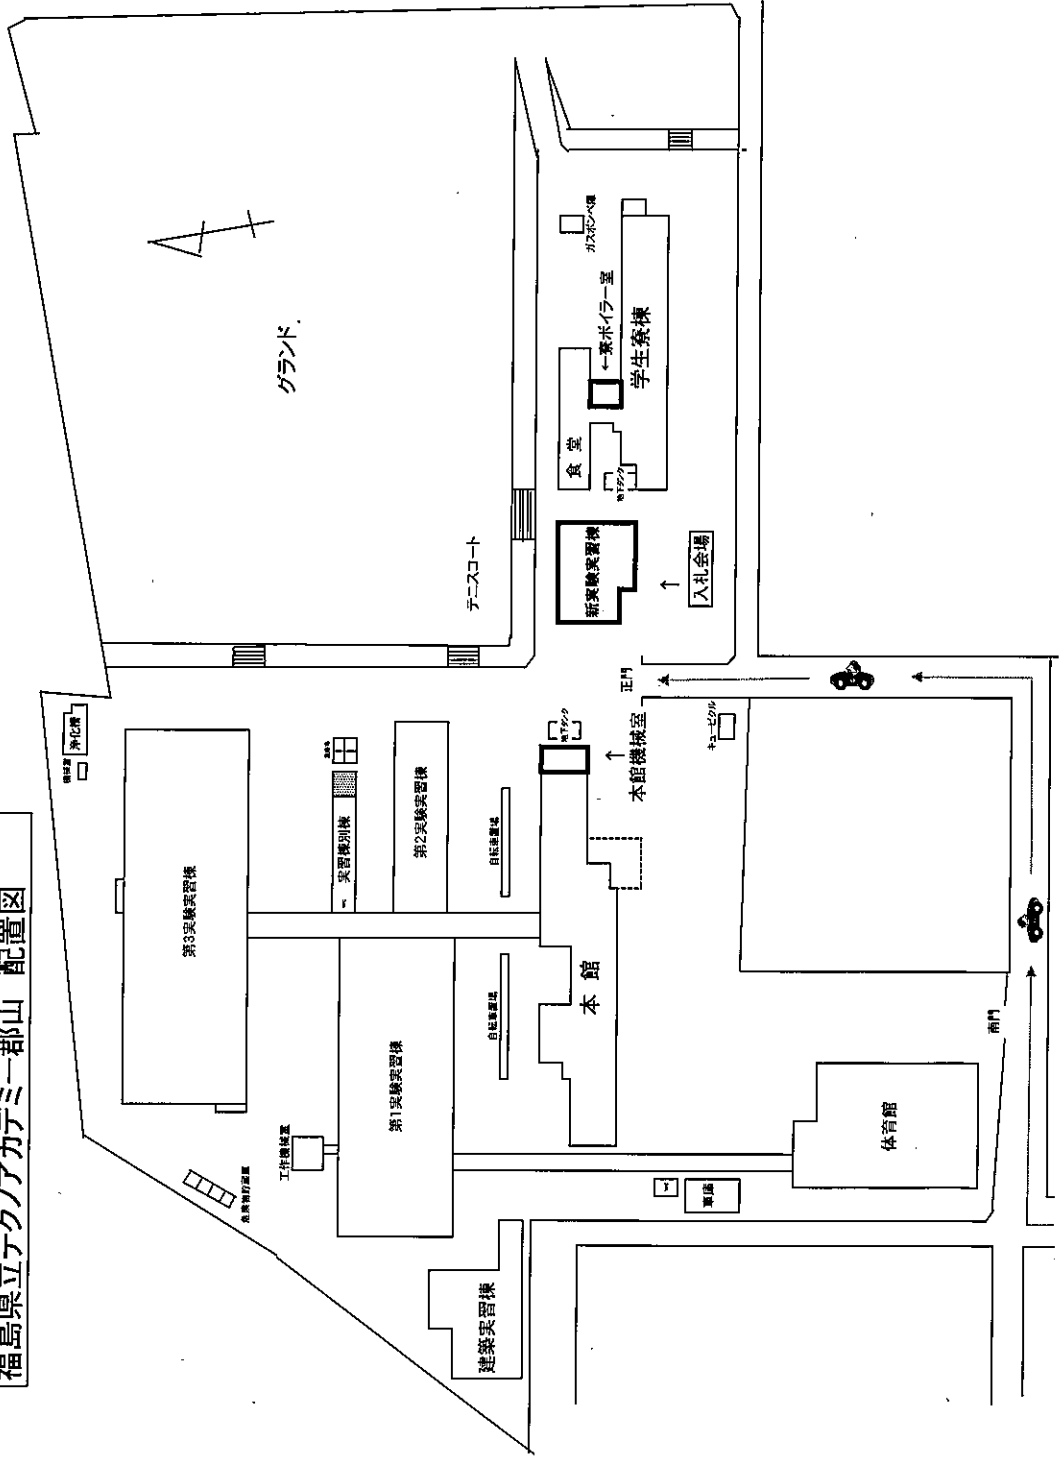 福島県立テクノアカデミー郡山 配置図
機械室
浄化槽
第3実験実習棟
危険物貯蔵庫
工作機械室
実習棟別棟
第2実験実習棟
第1実験実習棟
自転車置場
自転車置場
建築実習棟
本館
地下タンク
本館機械室
↑
車庫
体育館
南門
正門
キュービクル
グランド
テニスコート
新実験実習棟
↑
入札会場
食堂
地下タンク
←寮ボイラー室
学生寮棟
ガスボンベ庫